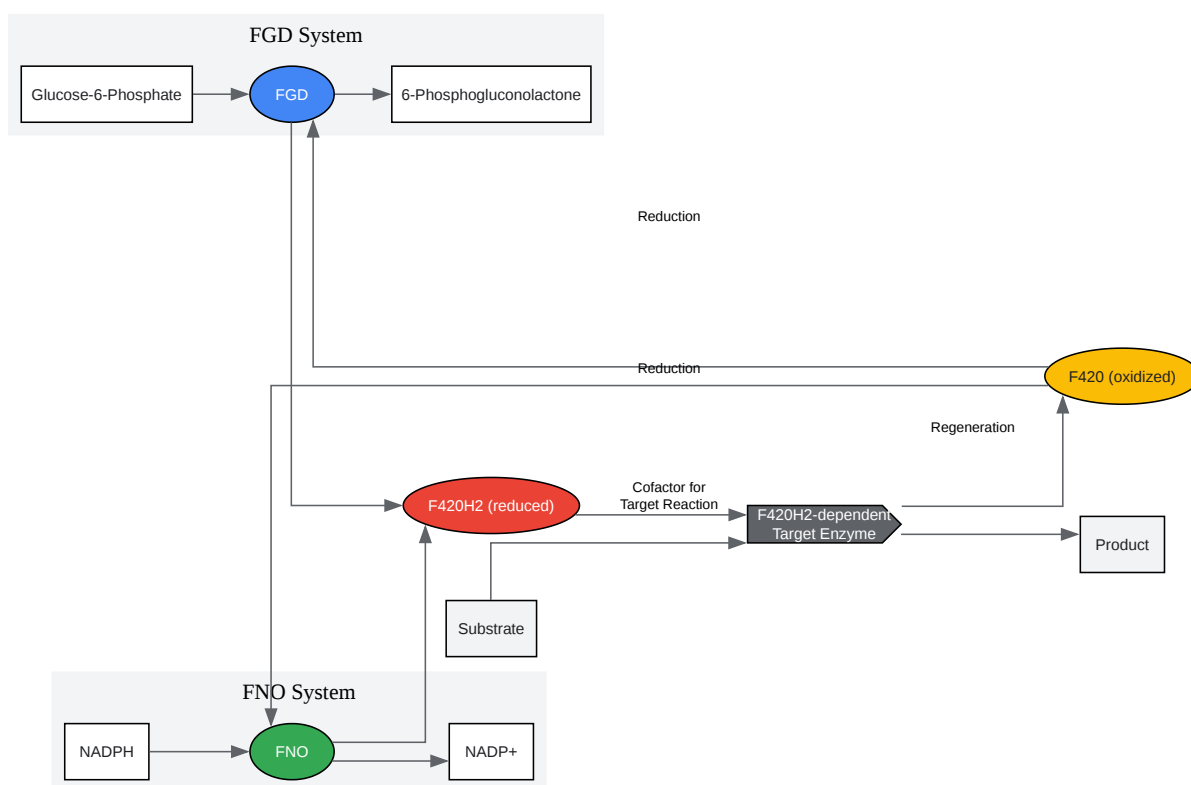 FGD System
Glucose-6-Phosphate
FGD
6-Phosphogluconolactone
Reduction
Reduction
F420 (oxidized)
Regeneration
F420H2 (reduced)
Cofactor for
Target Reaction
F420H2-dependent
Target Enzyme
Product
Substrate
FNO System
NADPH
FNO
NADP+